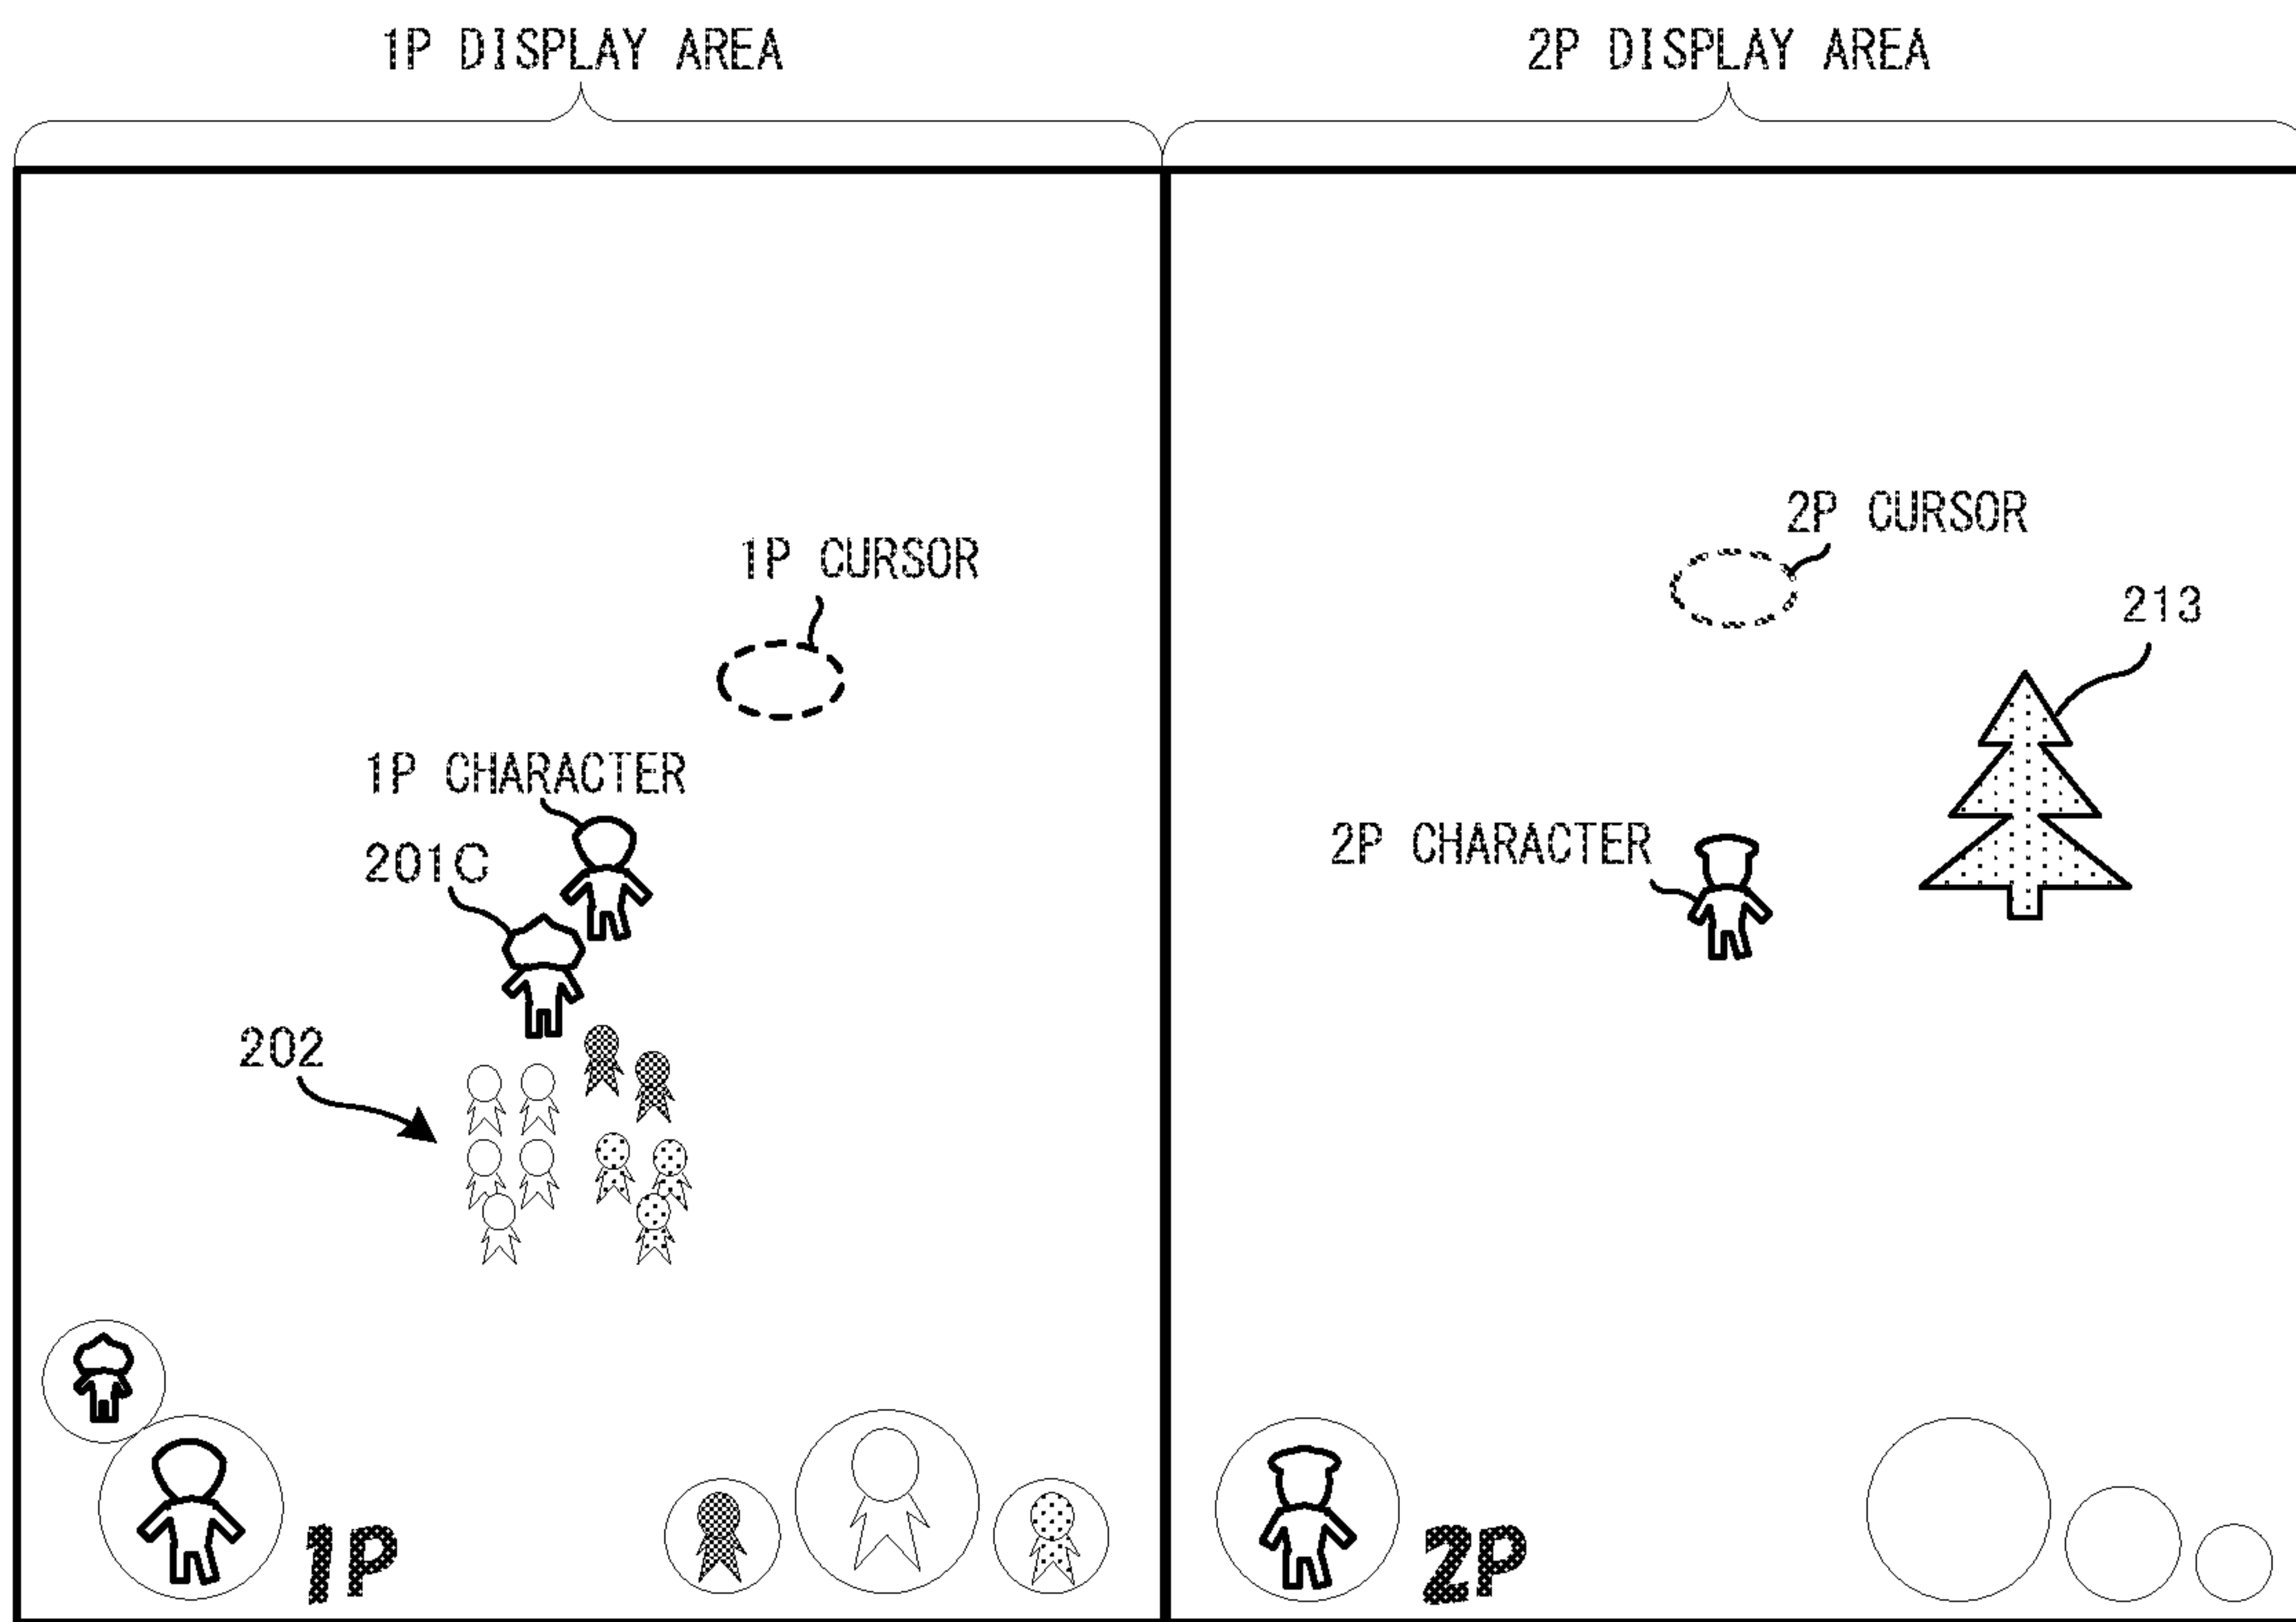 1P DISPLAY AREA
2P DISPLAY AREA
1P CURSOR
1P CHARACTER
201C
202
1P
2P CURSOR
213
2P CHARACTER
2P